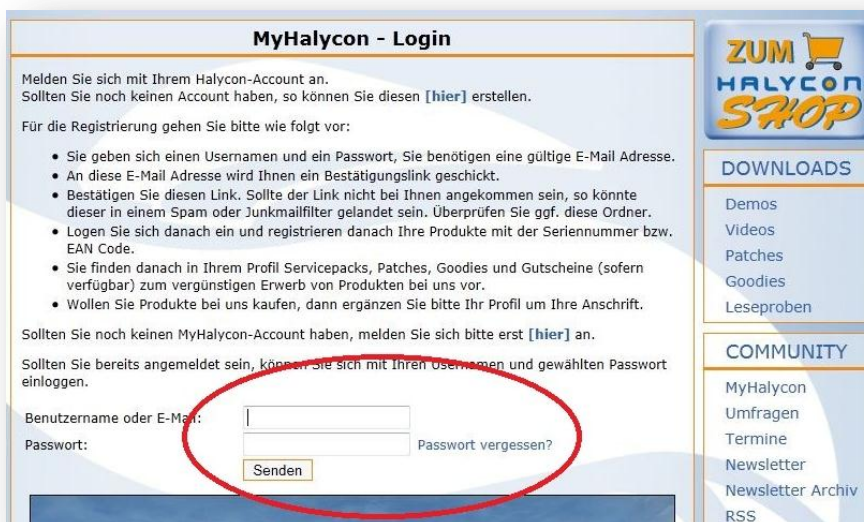 MyHalycon - Login
Melden Sie sich mit Ihrem Halycon-Account an.
Sollten Sie noch keinen Account haben, so können Sie diesen [hier] erstellen.
Für die Registrierung gehen Sie bitte wie folgt vor:
• Sie geben sich einen Usernamen und ein Passwort, Sie benötigen eine gültige E-Mail Adresse.
• An diese E-Mail Adresse wird Ihnen ein Bestätigungslink geschickt.
• Bestätigen Sie diesen Link. Sollte der Link nicht bei Ihnen angekommen sein, so könnte
dieser in einem Spam oder Junkmailfilter gelandet sein. Überprüfen Sie ggf. diese Ordner.
• Logen Sie sich danach ein und registrieren danach Ihre Produkte mit der Seriennummer bzw.
EAN Code.
• Sie finden danach in Ihrem Profil Servicepacks, Patches, Goodies und Gutscheine (sofern
verfügbar) zum vergünstigen Erwerb von Produkten bei uns vor.
• Wollen Sie Produkte bei uns kaufen, dann ergänzen Sie bitte Ihr Profil um Ihre Anschrift.
Sollten Sie noch keinen MyHalycon-Account haben, melden Sie sich bitte erst [hier] an.
Sollten Sie bereits angemeldet sein, können Sie sich mit Ihren Usernamen und gewählten Passwort
einloggen.
Benutzername oder E-Mail:
Passwort:
Passwort vergessen?
Senden
ZUM
HALYCON
SHOP
DOWNLOADS
Demos
Videos
Patches
Goodies
Leseproben
COMMUNITY
MyHalycon
Umfragen
Termine
Newsletter
Newsletter Archiv
RSS